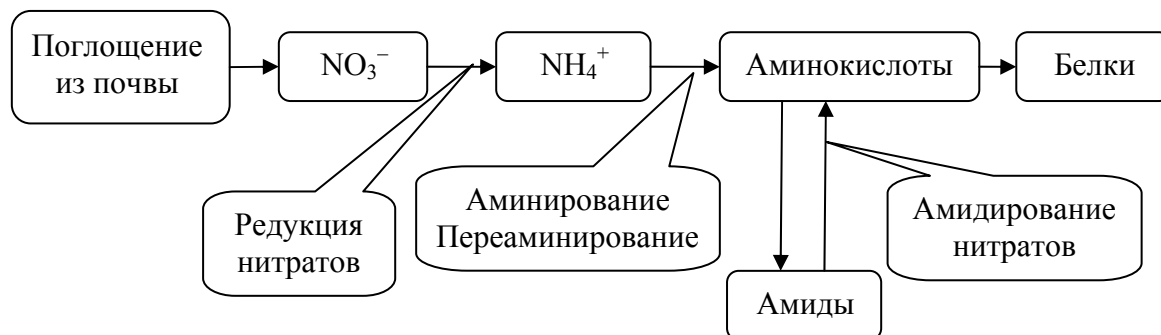 Поглощение
из почвы
NO₃⁻
NH₄⁺
Аминокислоты
Белки
Редукция
нитратов
Аминирование
Переаминирование
Амидирование
нитратов
Амиды